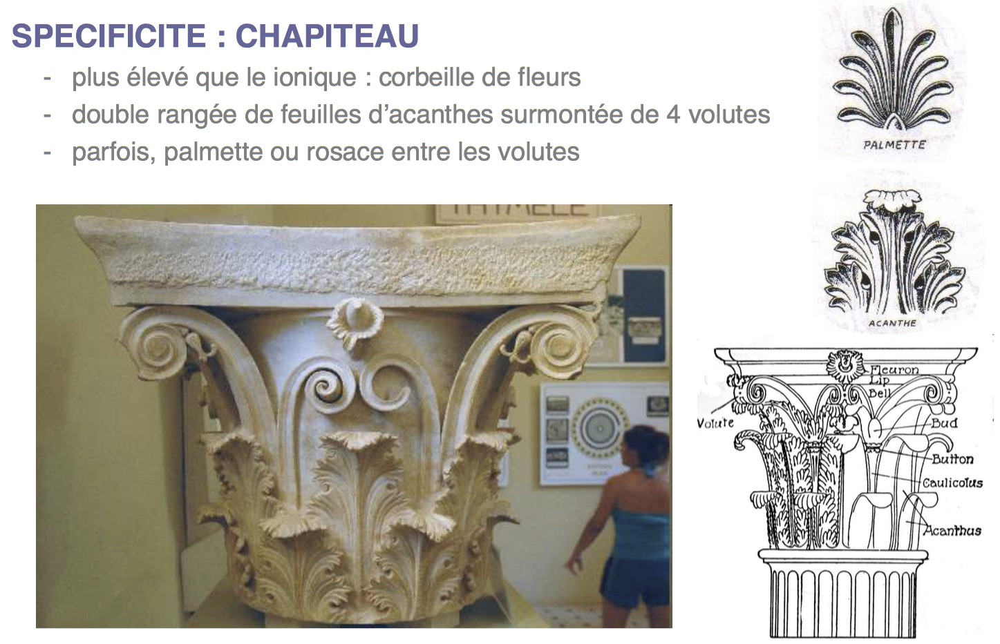 SPECIFICITE : CHAPITEAU
- plus élevé que le ionique : corbeille de fleurs
- double rangée de feuilles d’acanthes surmontée de 4 volutes
- parfois, palmette ou rosace entre les volutes
PALMETTE
THYMELE
ACANTHE
Fleuron
Lip
Bell
Volute
Bud
Button
Caulicolus
Acanthus